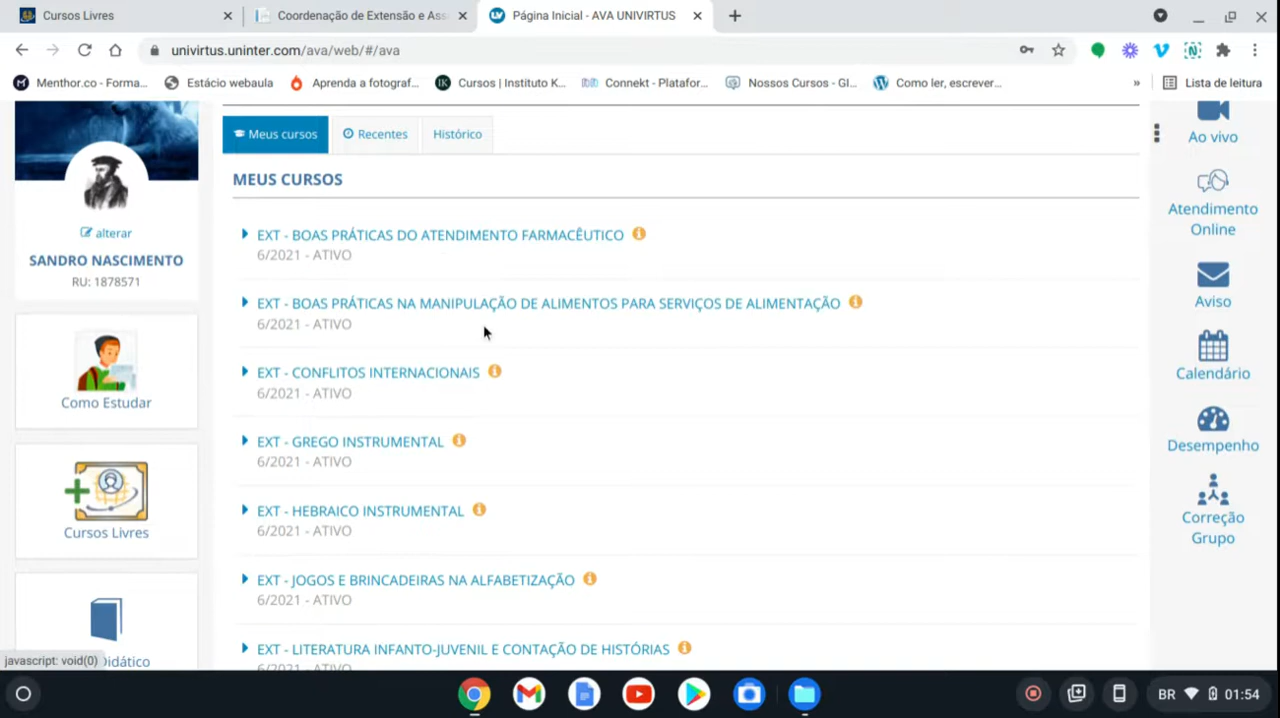 Cursos Livres
Coordenação de Extensão e Ass
Página Inicial - AVA UNIVIRTUS
univirtus.uninter.com/ava/web/#/ava
Menthor.co - Forma...
Estácio webaula
Aprenda a fotograf...
Cursos | Instituto K...
Connekt - Platafor...
Nossos Cursos - Gl...
Como ler, escrever...
»
Lista de leitura
alterar
SANDRO NASCIMENTO
RU: 1878571
Como Estudar
Cursos Livres
Didático
javascript: void(0)
Meus cursos
Recentes
Histórico
MEUS CURSOS
EXT - BOAS PRÁTICAS DO ATENDIMENTO FARMACÊUTICO
6/2021 - ATIVO
EXT - BOAS PRÁTICAS NA MANIPULAÇÃO DE ALIMENTOS PARA SERVIÇOS DE ALIMENTAÇÃO
6/2021 - ATIVO
EXT - CONFLITOS INTERNACIONAIS
6/2021 - ATIVO
EXT - GREGO INSTRUMENTAL
6/2021 - ATIVO
EXT - HEBRAICO INSTRUMENTAL
6/2021 - ATIVO
EXT - JOGOS E BRINCADEIRAS NA ALFABETIZAÇÃO
6/2021 - ATIVO
EXT - LITERATURA INFANTO-JUVENIL E CONTAÇÃO DE HISTÓRIAS
6/2021 - ATIVO
Ao vivo
Atendimento
Online
Aviso
Calendário
Desempenho
Correção
Grupo
BR
01:54